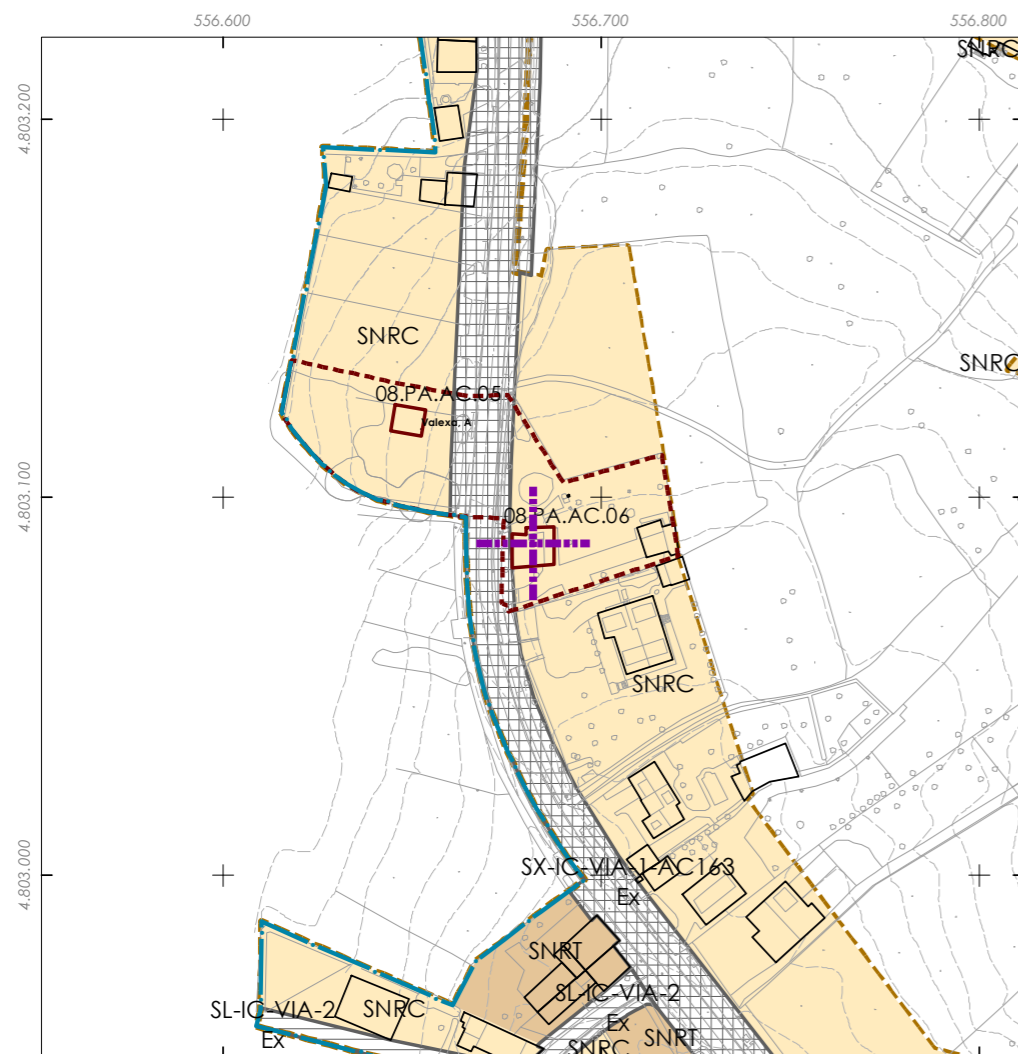 556.600
556.700
556.800
SNRC
4.803.200
SNRC
SNRC
08.PA.AC.05
Valexa, A
4.803.100
08.PA.AC.06
SNRC
4.803.000
SX-IC-VIA-1-AC163
Ex
SNRT
SL-IC-VIA-2
Ex
SL-IC-VIA-2
Ex
SNRC
SNRT
SNRC